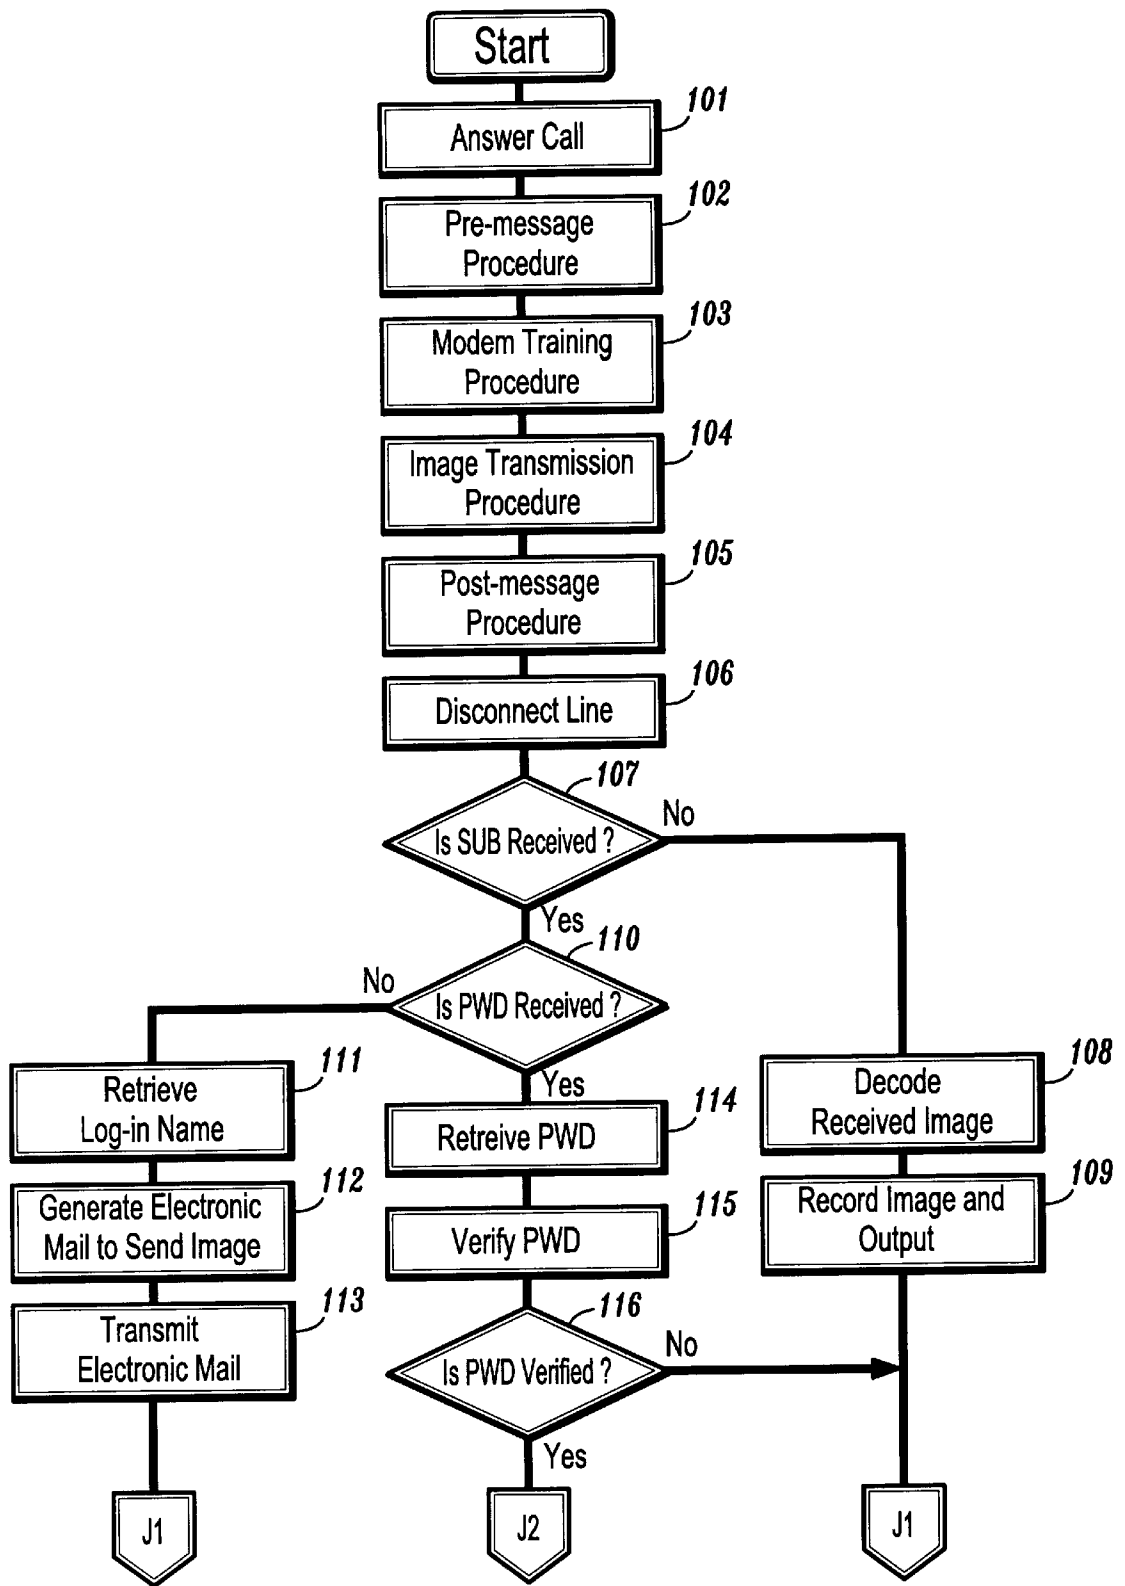 Start
101
Answer Call
102
Pre-message
Procedure
103
Modem Training
Procedure
104
Image Transmission
Procedure
105
Post-message
Procedure
106
Disconnect Line
107
Is SUB Received ?
No
Yes
110
Is PWD Received ?
No
Yes
111
Retrieve
Log-in Name
112
Generate Electronic
Mail to Send Image
113
Transmit
Electronic Mail
J1
114
Retreive PWD
115
Verify PWD
116
Is PWD Verified ?
No
Yes
J2
108
Decode
Received Image
109
Record Image and
Output
J1